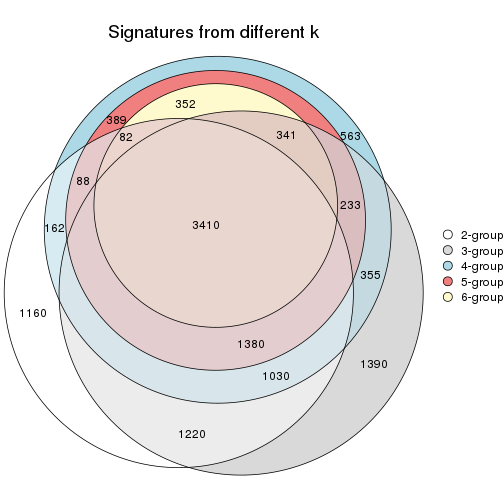 Signatures from different k
352
389
563
341
82
88
233
162
3410
2-group
3-group
4-group
5-group
6-group
355
1160
1380
1390
1030
1220